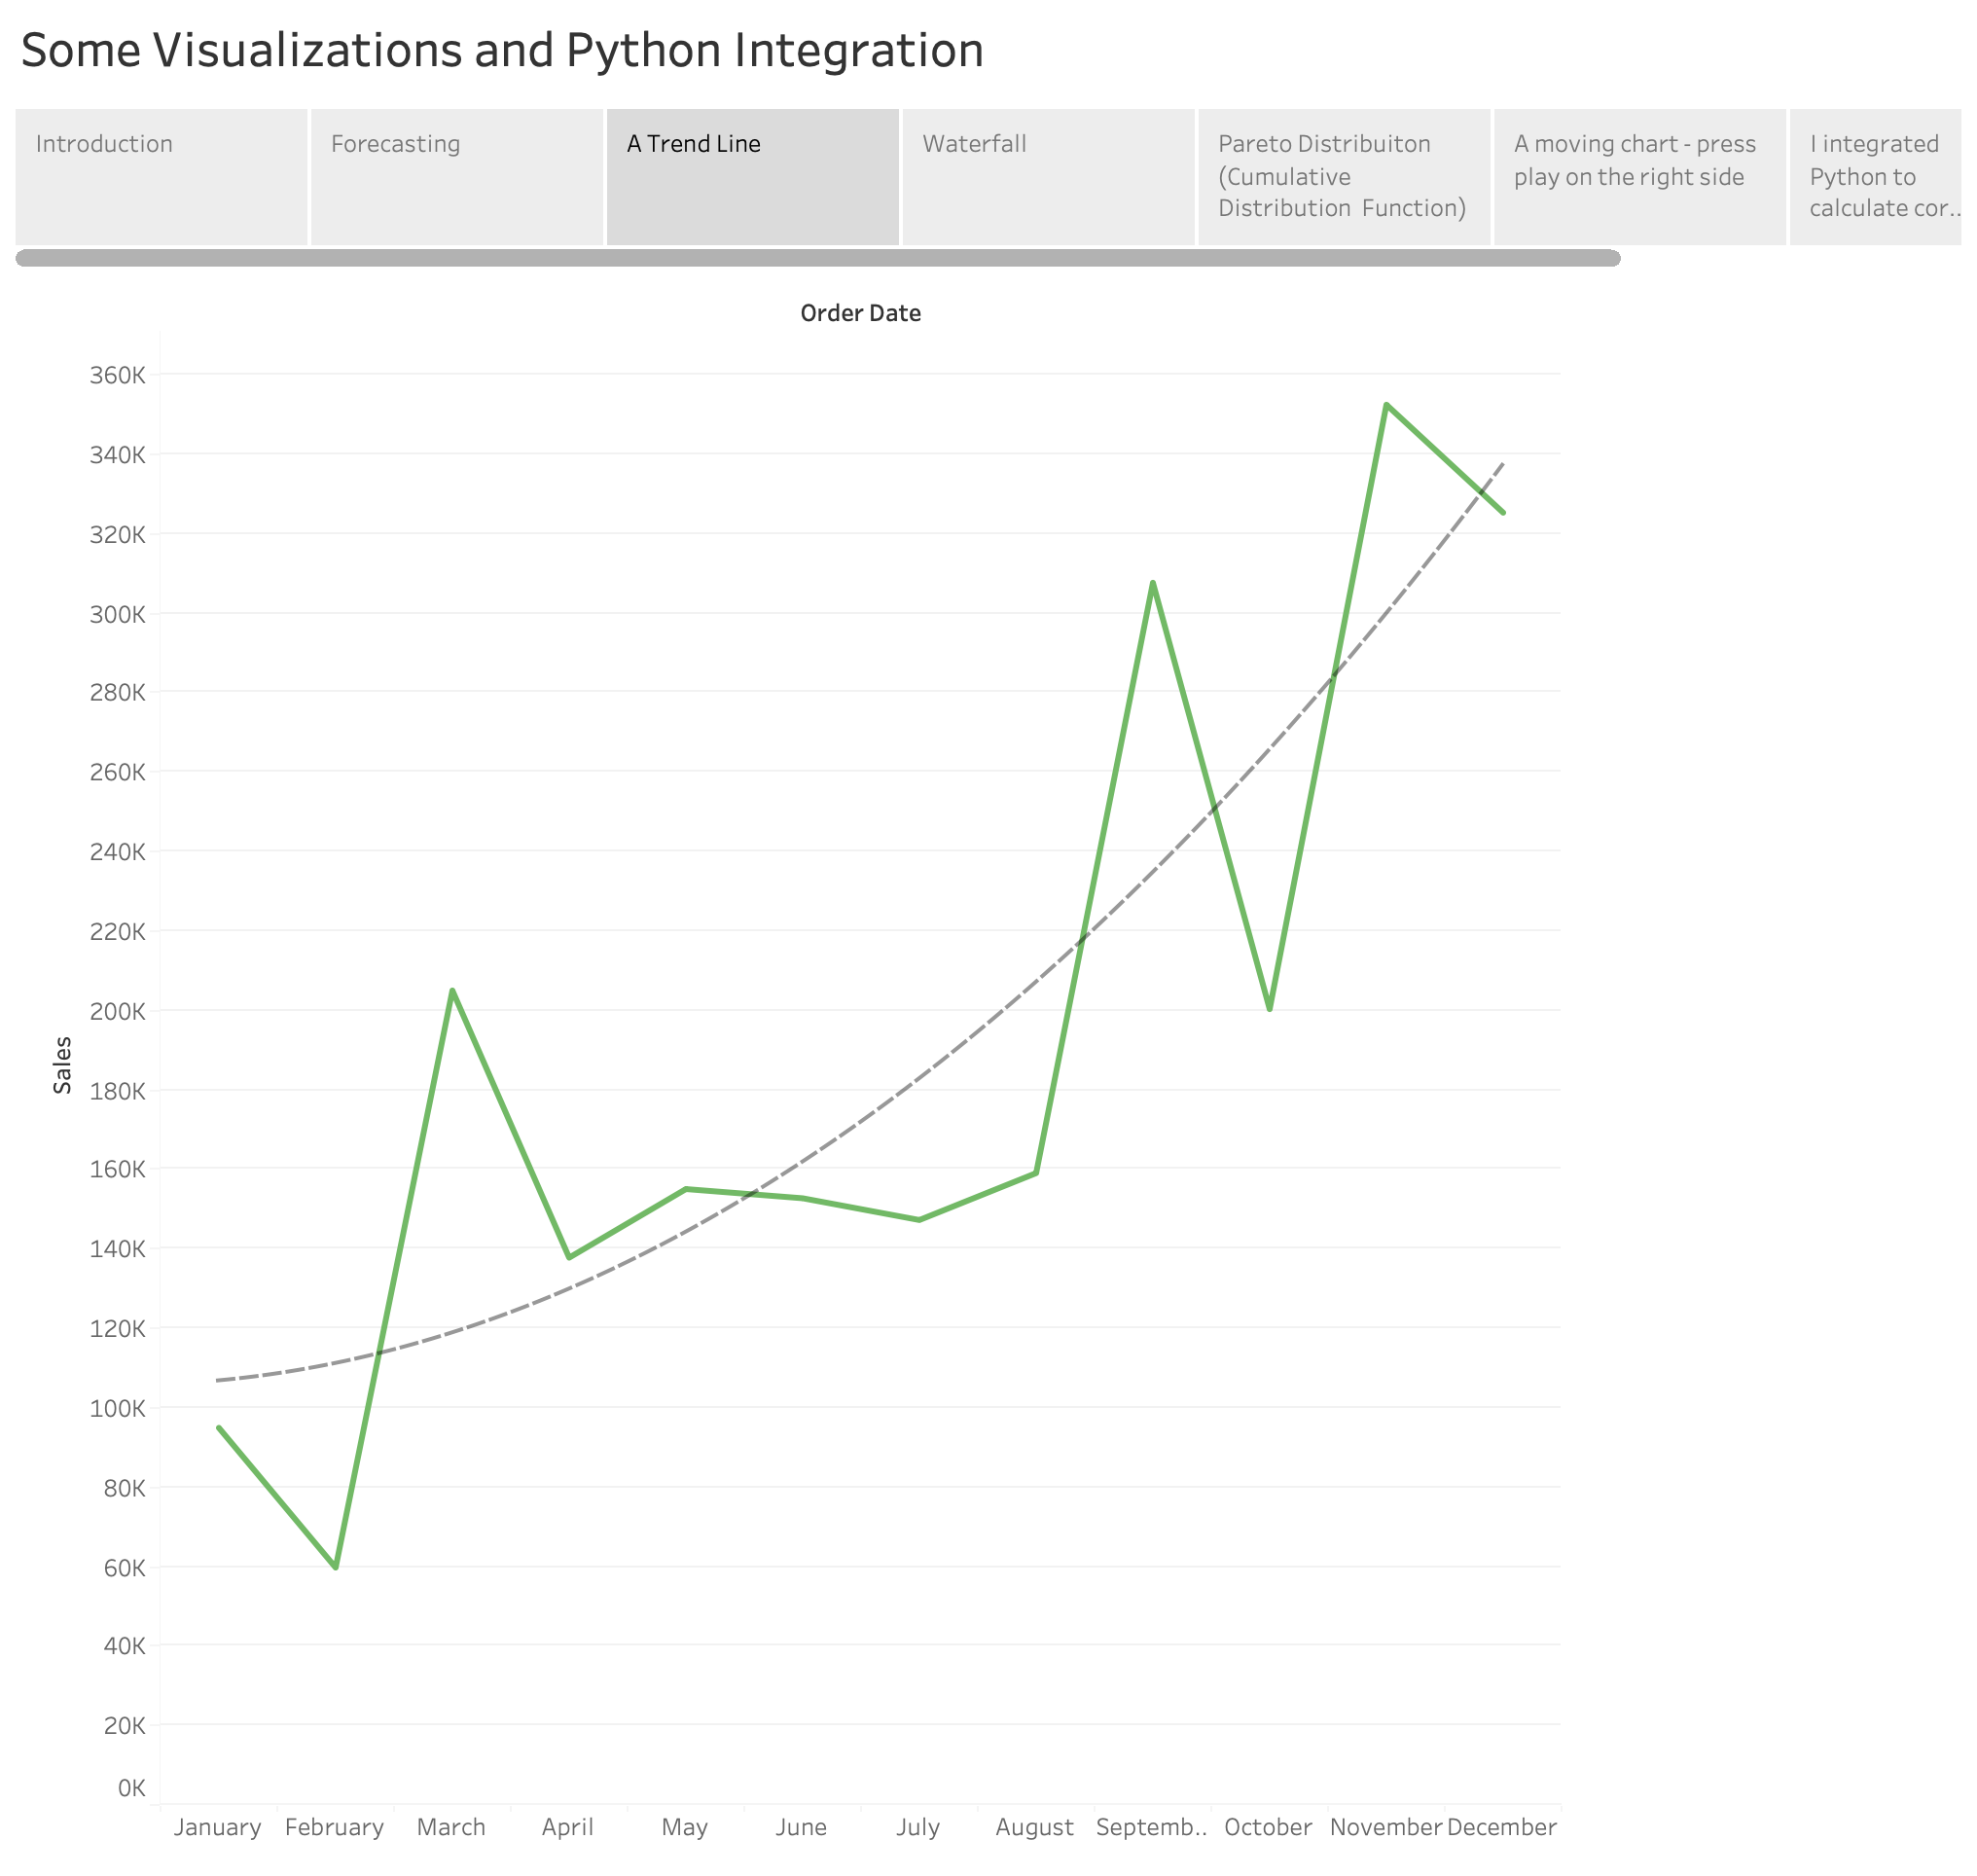 Some Visualizations and Python Integration
Introduction
Forecasting
A Trend Line
Waterfall
Pareto Distribuiton
(Cumulative
Distribution Function)
A moving chart - press
play on the right side
I integrated
Python to
calculate cor..
Order Date
360K
340K
320K
300K
280K
260K
240K
220K
200K
180K
160K
140K
120K
100K
80K
60K
40K
20K
0K
Sales
January February March April May June July August Septemb.. October November December